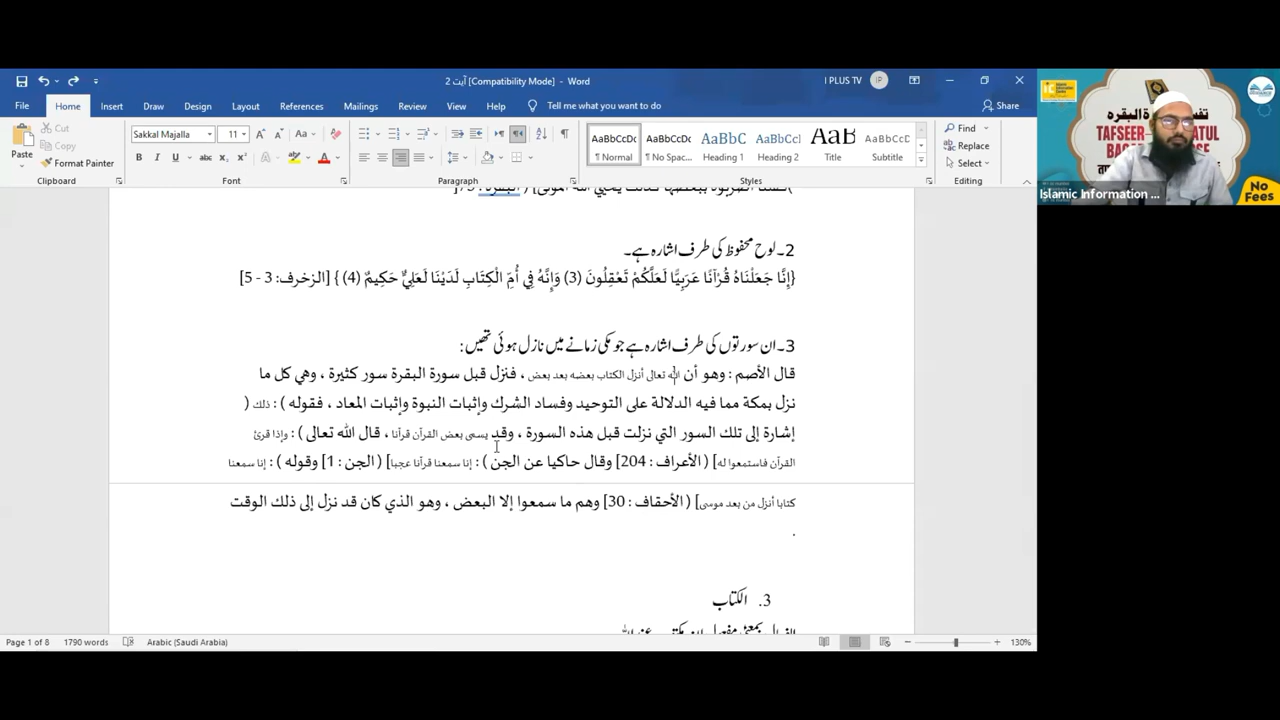 آيت 2 [Compatibility Mode] - Word
I PLUS TV
IP
File Home Insert Draw Design Layout References Mailings Review View Help Tell me what you want to do
Share
Cut
Copy
Paste
Format Painter
Sakkal Majalla 11
AaBbCcDc AaBbCcDc AaBbC AaBbCcl AaB AaBbCcD
¶ Normal ¶ No Spac... Heading 1 Heading 2 Title Subtitle
Find
Replace
Select
Clipboard Font Paragraph Styles Editing
2۔ لوح محفوظ کی طرف اشارہ ہے۔
{إِنَّا جَعَلْنَاهُ قُرْآنًا عَرَبِيًّا لَعَلَّكُمْ تَعْقِلُونَ (3) وَإِنَّهُ فِي أُمِّ الْكِتَابِ لَدَيْنَا لَعَلِيٌّ حَكِيمٌ (4) } [الزخرف: 3 - 5]
3۔ ان سورتوں کی طرف اشارہ ہے جو مکی زمانے میں نازل ہوئی تھیں:
قال الأصم : وهو أن الله تعالى أنزل الكتاب بعضه بعد بعض ، فنزل قبل سورة البقرة سور كثيرة ، وهي كل ما
نزل بمكة مما فيه الدلالة على التوحيد وفساد الشرك وإثبات النبوة وإثبات المعاد ، فقوله ) : ذلك (
إشارة إلى تلك السور التي نزلت قبل هذه السورة ، وقد يسمى بعض القرآن قرآنا ، قال الله تعالى ) : وإذا قرئ
القرآن فاستمعوا له] ( الأعراف : 204] وقال حاكيا عن الجن ) : إنا سمعنا قرآنا عجبا] ( الجن : 1] وقوله ) : إنا سمعنا
كتابا أنزل من بعد موسى] ( الأحقاف : 30] وهم ما سمعوا إلا البعض ، وهو الذي كان قد نزل إلى ذلك الوقت
.
3. الکتاب
Page 1 of 8 1790 words Arabic (Saudi Arabia) 130%
TAFSEER
No Fees
Islamic Information ...